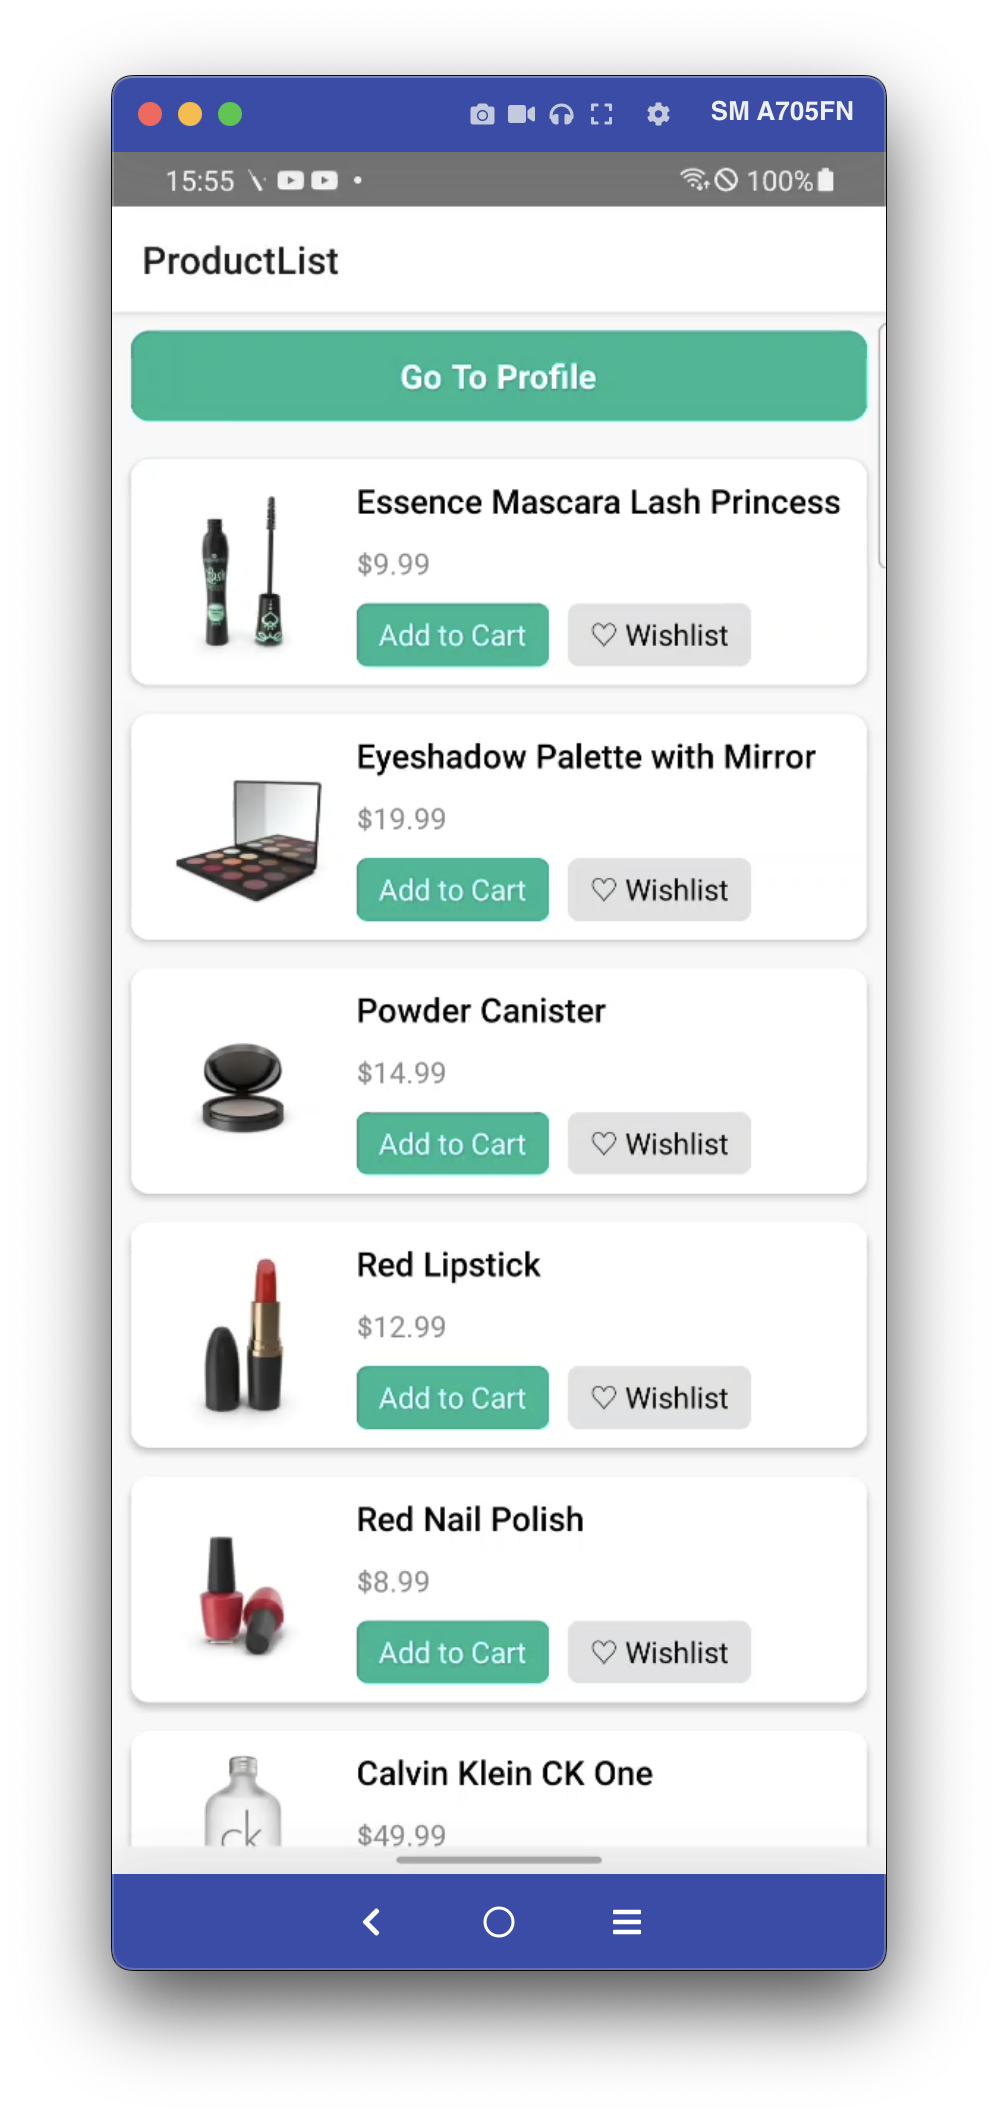 SM A705FN
15:55
100%
ProductList
Go To Profile
Essence Mascara Lash Princess
$9.99
Add to Cart
♡ Wishlist
Eyeshadow Palette with Mirror
$19.99
Add to Cart
♡ Wishlist
Powder Canister
$14.99
Add to Cart
♡ Wishlist
Red Lipstick
$12.99
Add to Cart
♡ Wishlist
Red Nail Polish
$8.99
Add to Cart
♡ Wishlist
Calvin Klein CK One
ck
$49.99